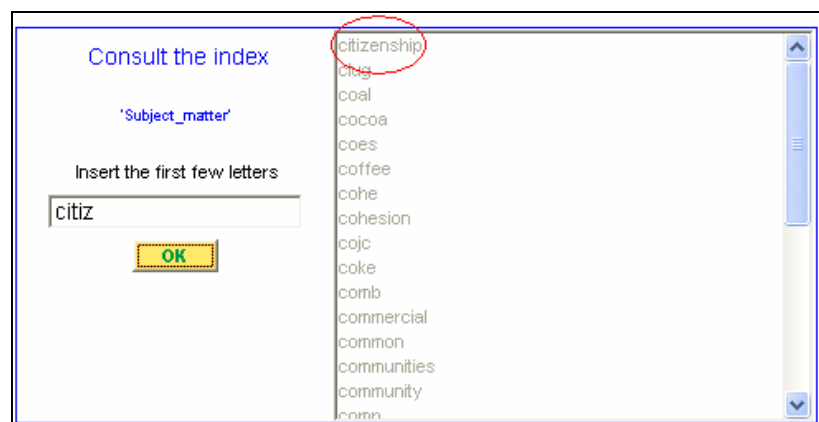 Consult the index
'Subject_matter'
Insert the first few letters
citiz
OK
citizenship
clug
coal
cocoa
coes
coffee
cohe
cohesion
cojc
coke
comb
commercial
common
communities
community
comp